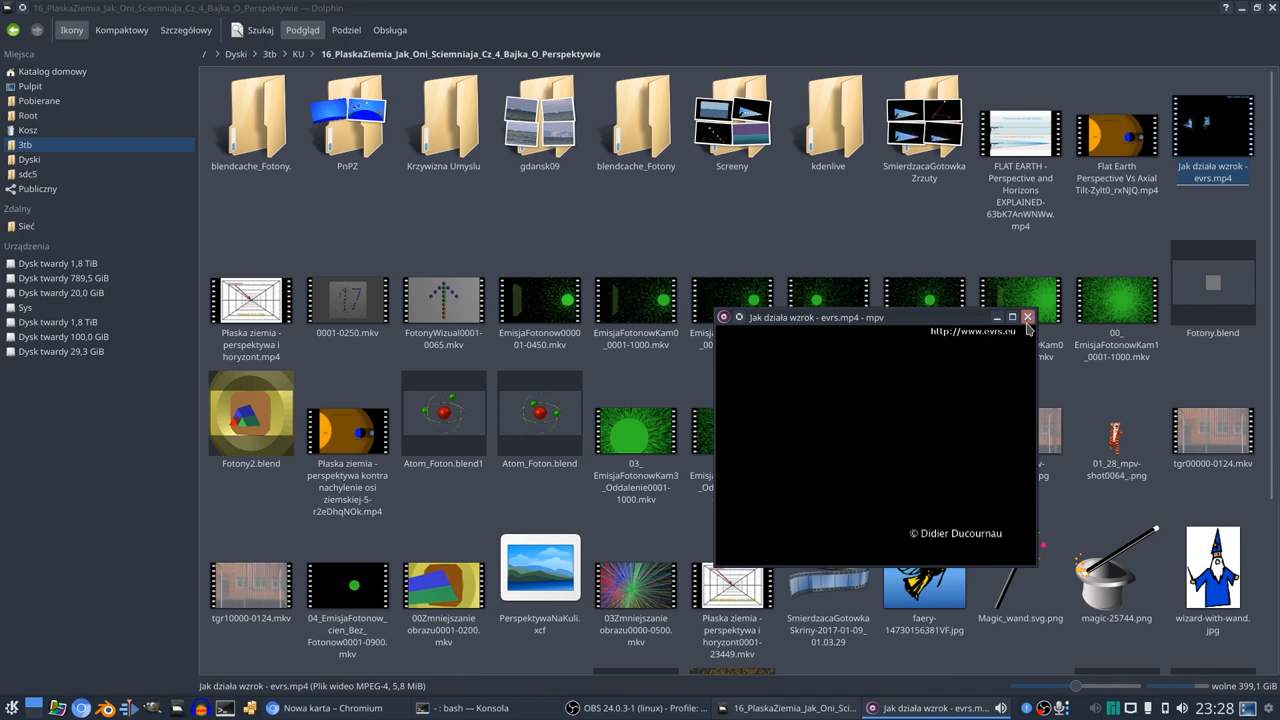 16_PlaskaZiemia_Jak_Oni_Sciemniaja_Cz_4_Bajka_O_Perspektywie — Dolphin
Ikony
Kompaktowy
Szczegółowy
Szukaj
Podgląd
Podziel
Obsługa
Miejsca
/ > Dyski > 3tb > KU > 16_PlaskaZiemia_Jak_Oni_Sciemniaja_Cz_4_Bajka_O_Perspektywie
Katalog domowy
Pulpit
Pobierane
Root
Kosz
3tb
Dyski
sdc5
Publiczny
Zdalny
Sieć
Urządzenia
Dysk twardy 1,8 TiB
Dysk twardy 789,5 GiB
Dysk twardy 20,0 GiB
Sys
Dysk twardy 1,8 TiB
Dysk twardy 100,0 GiB
Dysk twardy 29,3 GiB
blendcache_Fotony.
PnPZ
Krzywizna Umyslu
gdansk09
blendcache_Fotony
Screeny
kdenlive
SmierdzacaGotowka
Zrzuty
FLAT EARTH -
Perspective and
Horizons
EXPLAINED-
63bK7AnWNWw.
mp4
Flat Earth
Perspective Vs Axial
Tilt-Zylt0_rxNJQ.mp4
Jak działa wzrok -
evrs.mp4
Płaska ziemia -
perspektywa i
horyzont.mp4
0001-0250.mkv
FotonyWizual0001-
0065.mkv
EmisjaFotonow0000
01-0450.mkv
EmisjaFotonowKam0
_0001-1000.mkv
00_
EmisjaFotonowKam1
_0001-1000.mkv
Fotony.blend
Jak działa wzrok - evrs.mp4 - mpv
http://www.evrs.eu
© Didier Ducournau
Fotony2.blend
Płaska ziemia -
perspektywa kontra
nachylenie osi
ziemskiej-5-
r2eDhqNOk.mp4
Atom_Foton.blend1
Atom_Foton.blend
03_
EmisjaFotonowKam3
_Oddalenie0001-
1000.mkv
01_28_mpv-
shot0064_.png
tgr00000-0124.mkv
tgr10000-0124.mkv
04_EmisjaFotonow_
cien_Bez_
Fotonow0001-0900.
mkv
00Zmniejszanie
obrazu0001-0200.
mkv
PerspektywaNaKuli.
xcf
03Zmniejszanie
obrazu0000-0500.
mkv
Płaska ziemia -
perspektywa i
horyzont0001-
23449.mkv
SmierdzacaGotowka
Skriny-2017-01-09_
01.03.29
faery-
14730156381VF.jpg
Magic_wand.svg.png
magic-25744.png
wizard-with-wand.
jpg
Jak działa wzrok - evrs.mp4 (Plik wideo MPEG-4, 5,8 MiB)
wolne 399,1 GiB
Nowa karta – Chromium
- : bash — Konsola
OBS 24.0.3-1 (linux) - Profile: ...
16_PlaskaZiemia_Jak_Oni_Sci...
Jak działa wzrok - evrs.m...
23:28